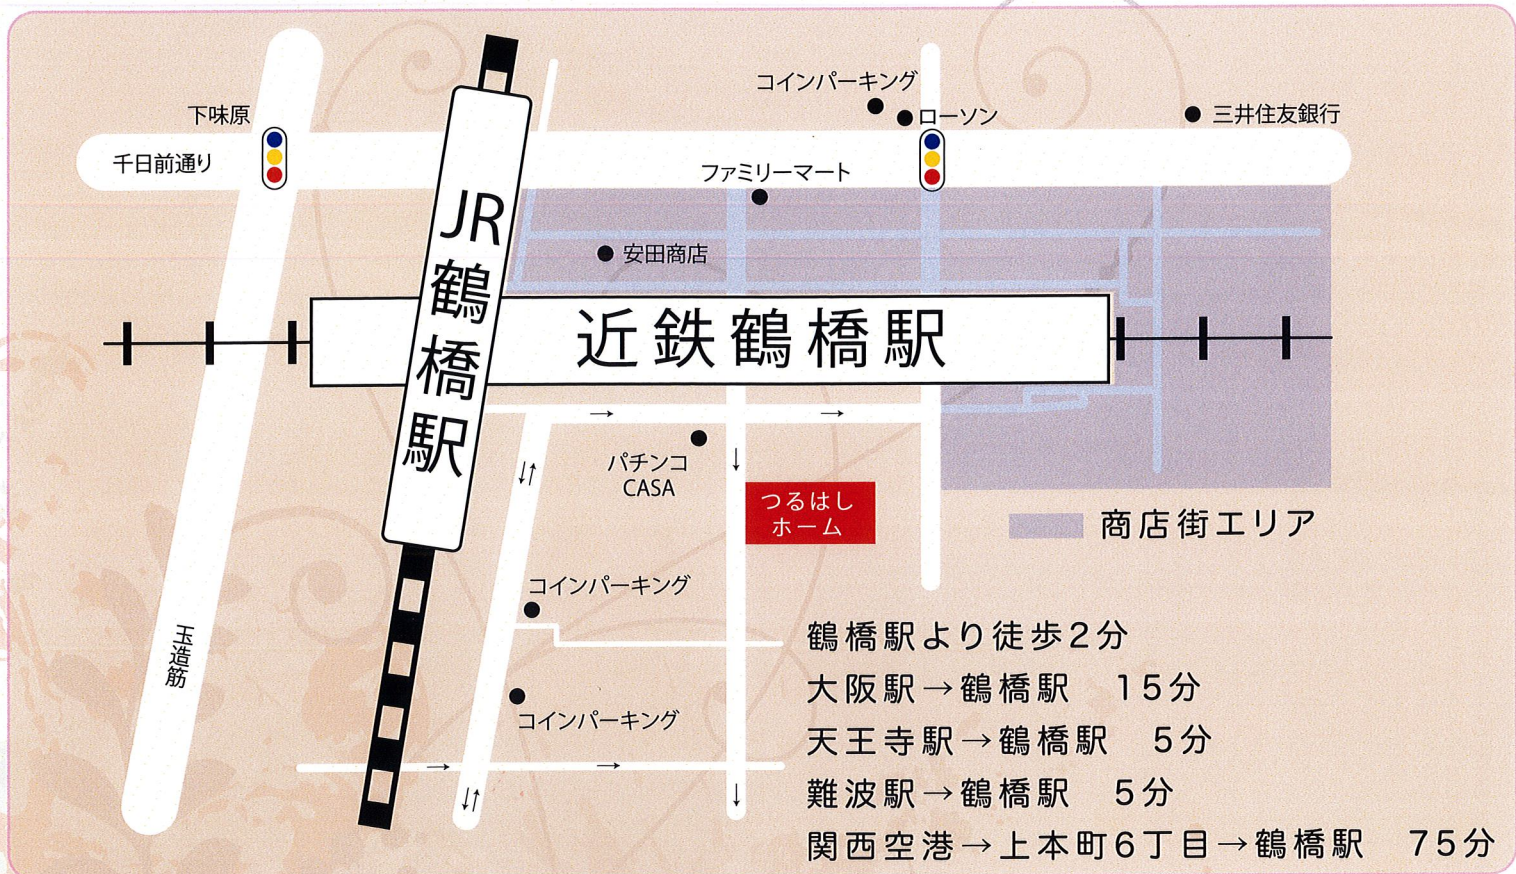 コインパーキング
下味原
ローソン
三井住友銀行
千日前通り
ファミリーマート
JR鶴橋駅
安田商店
近鉄鶴橋駅
パチンコ
CASA
つるはし
ホーム
商店街エリア
コインパーキング
玉造筋
コインパーキング
鶴橋駅より徒歩2分
大阪駅→鶴橋駅　15分
天王寺駅→鶴橋駅　5分
難波駅→鶴橋駅　5分
関西空港→上本町6丁目→鶴橋駅　75分